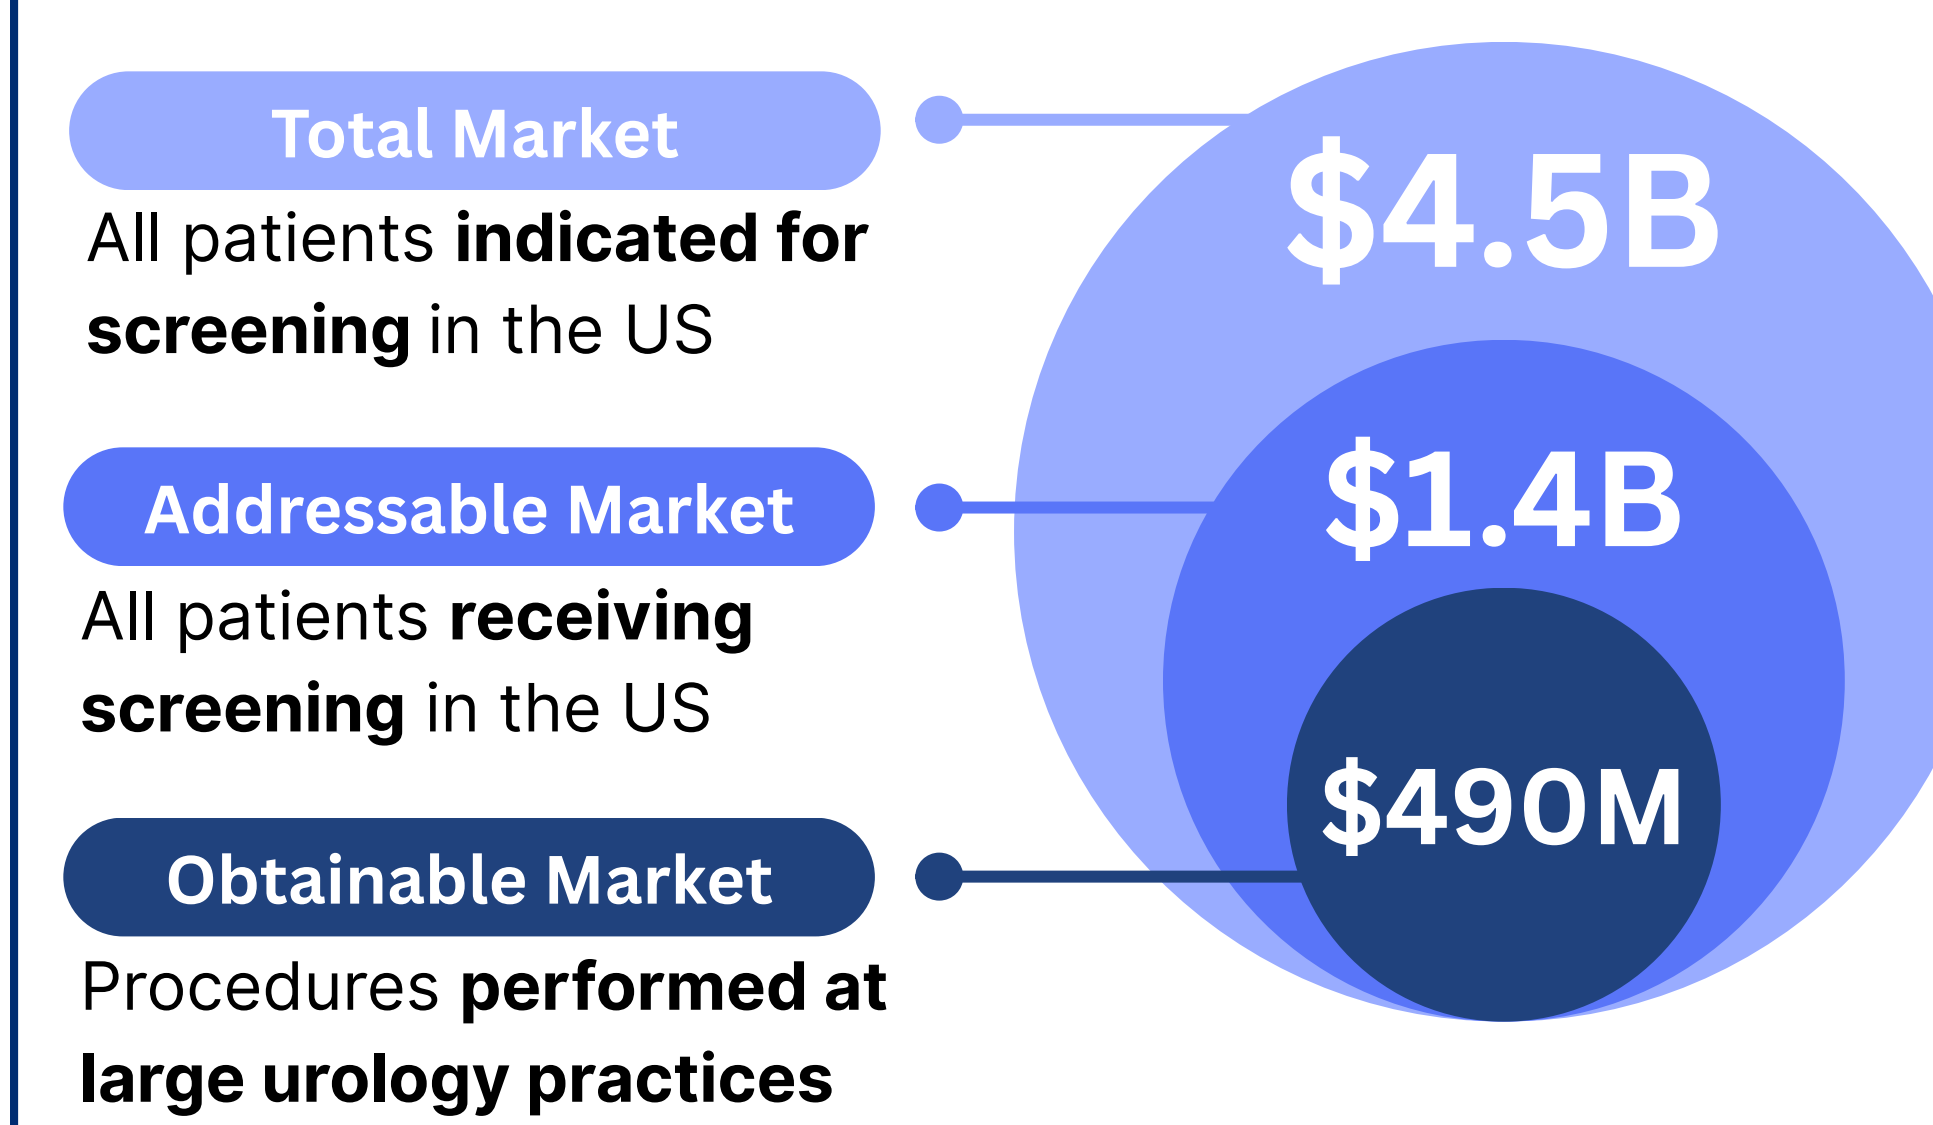 Total Market
All patients indicated for
screening in the US
$4.5B
Addressable Market
All patients receiving
screening in the US
$1.4B
Obtainable Market
Procedures performed at
large urology practices
$490M